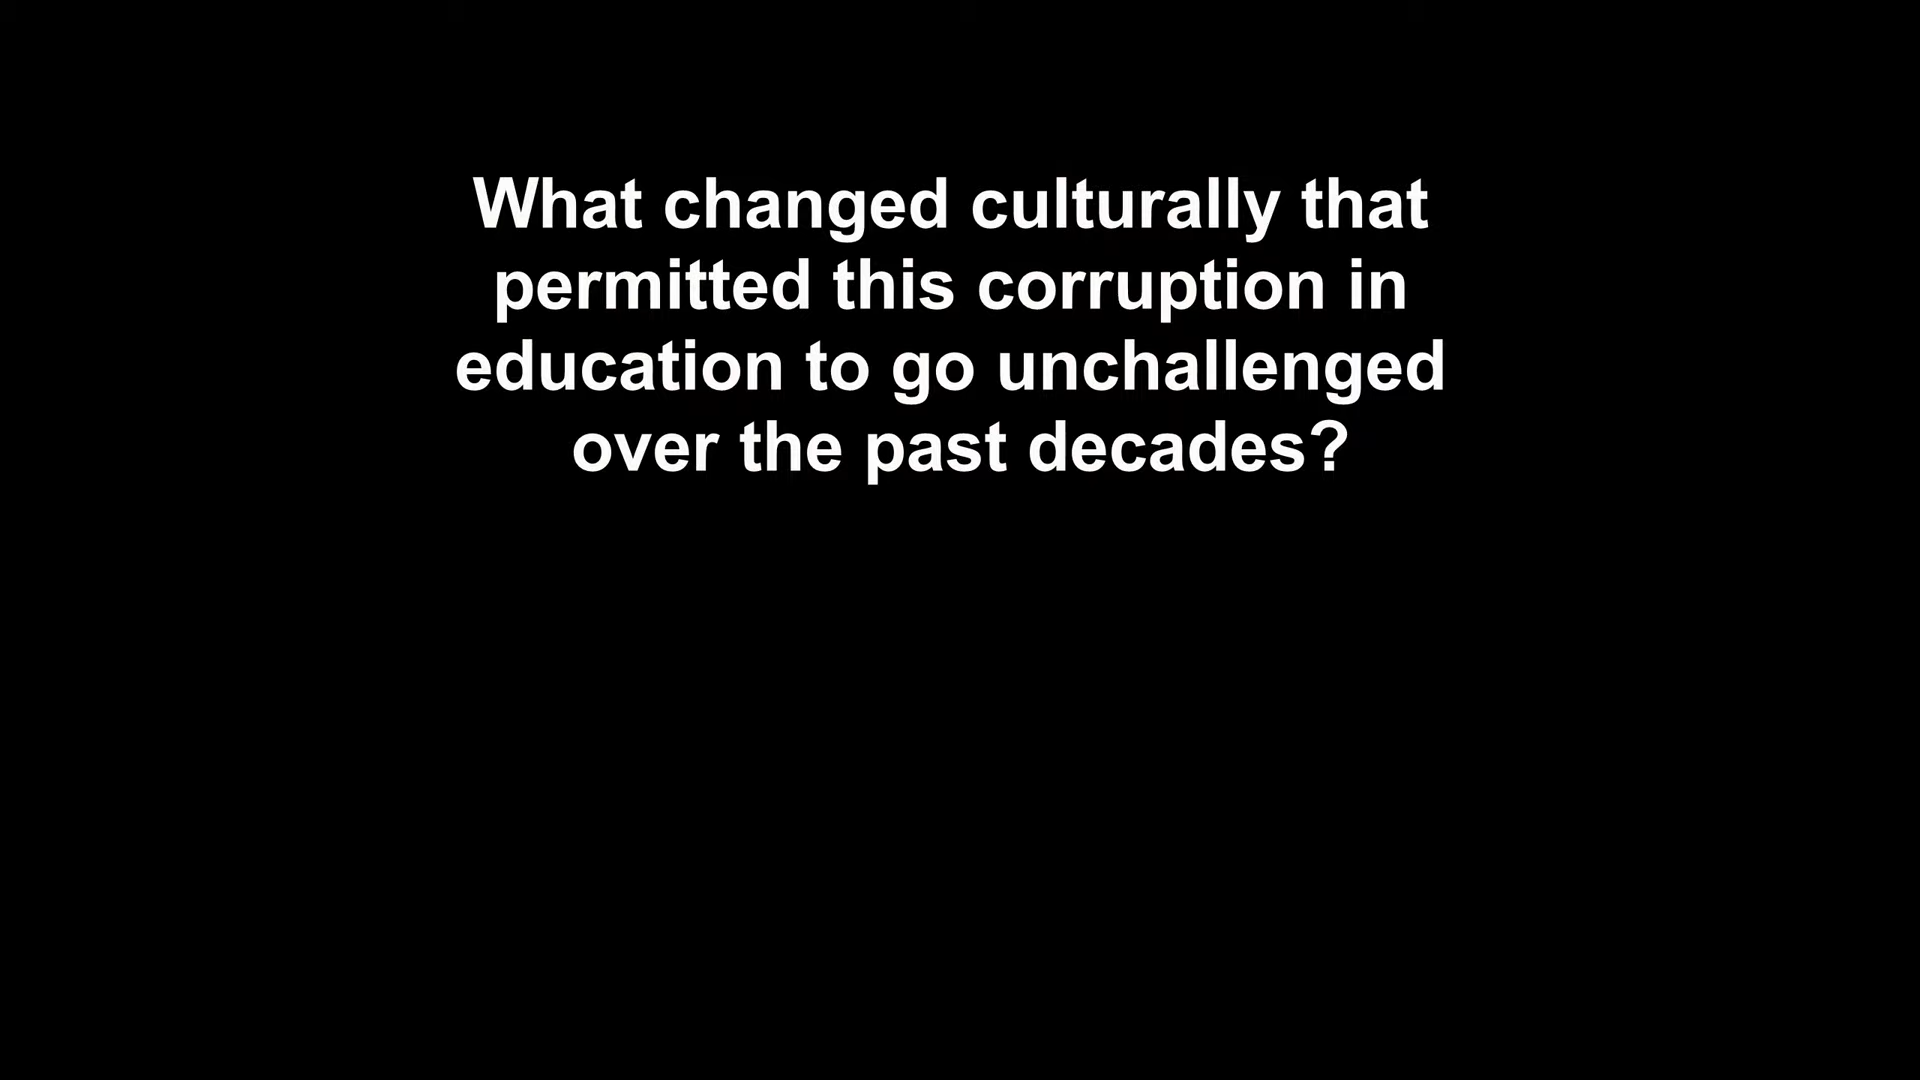 What changed culturally that
permitted this corruption in
education to go unchallenged
over the past decades?